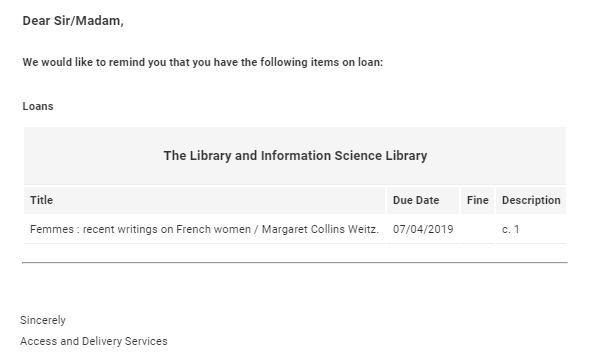 Dear Sir/Madam,
We would like to remind you that you have the following items on loan:
Loans
The Library and Information Science Library
Title Due Date Fine Description
Femmes : recent writings on French women / Margaret Collins Weitz. 07/04/2019 c. 1
Sincerely
Access and Delivery Services